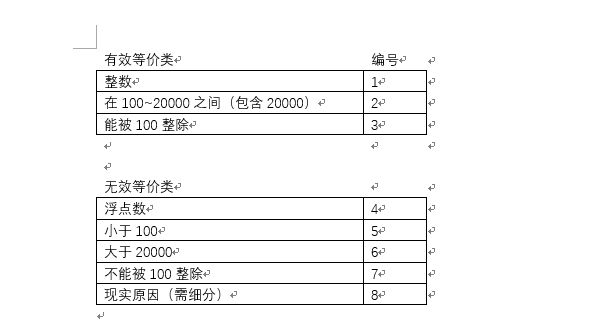 有效等价类 编号
整数 1
在 100~20000 之间（包含 20000） 2
能被 100 整除 3
无效等价类
浮点数 4
小于 100 5
大于 20000 6
不能被 100 整除 7
现实原因（需细分） 8